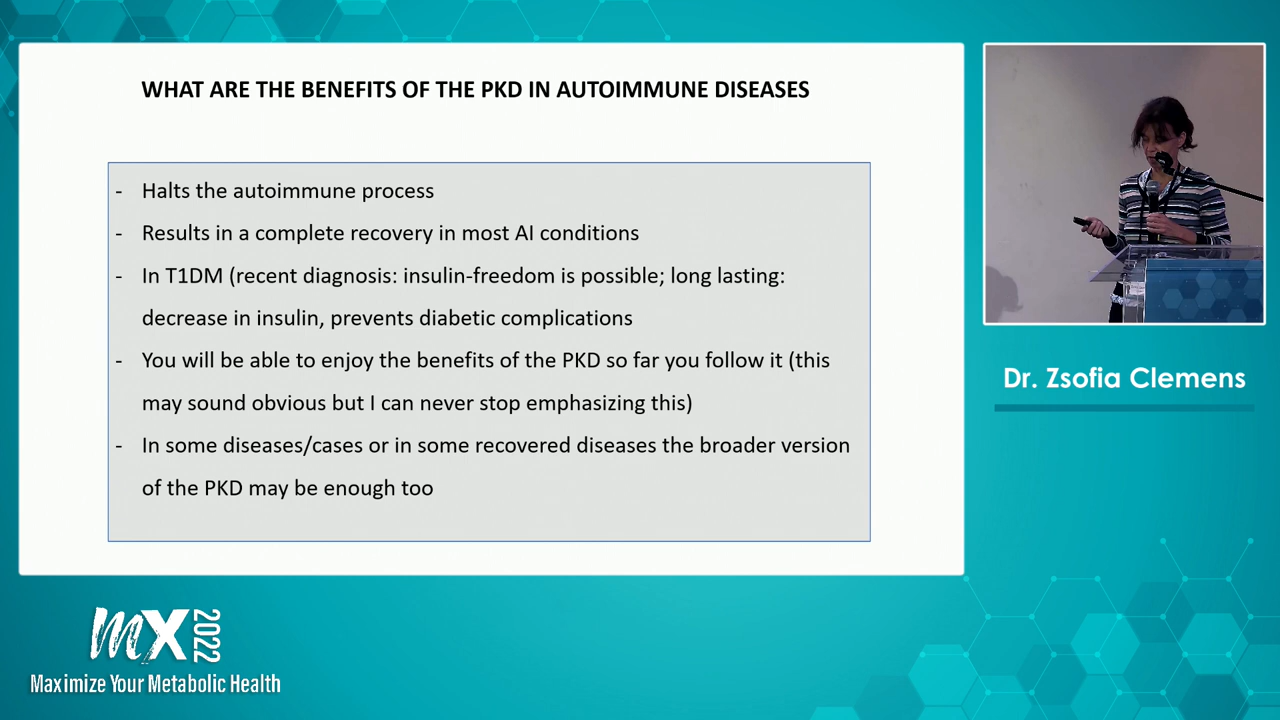 WHAT ARE THE BENEFITS OF THE PKD IN AUTOIMMUNE DISEASES
- Halts the autoimmune process
- Results in a complete recovery in most AI conditions
- In T1DM (recent diagnosis: insulin-freedom is possible; long lasting:
decrease in insulin, prevents diabetic complications
- You will be able to enjoy the benefits of the PKD so far you follow it (this
may sound obvious but I can never stop emphasizing this)
- In some diseases/cases or in some recovered diseases the broader version
of the PKD may be enough too
Dr. Zsofia Clemens
MX 2022
Maximize Your Metabolic Health